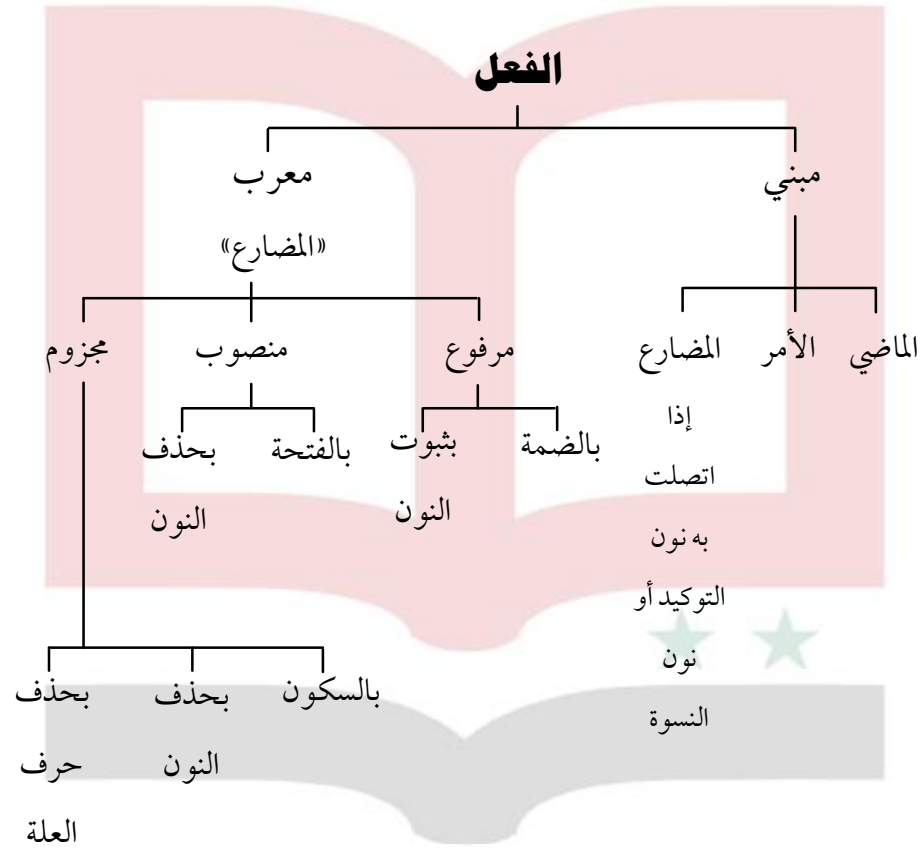 الفعل
مبني
معرب
«المضارع»
الماضي
الأمر
المضارع
إذا
اتصلت
به نون
التوكيد أو
نون
النسوة
مرفوع
منصوب
مجزوم
بالضمة
بثبوت
النون
بالفتحة
بحذف
النون
بالسكون
بحذف
النون
بحذف
حرف
العلة